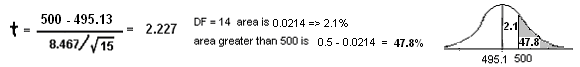 t = 500 - 495.13 / 8.467/√15 = 2.227
DF = 14 area is 0.0214 => 2.1%
area greater than 500 is 0.5 - 0.0214 = 47.8%
2.1
47.8
495.1 500